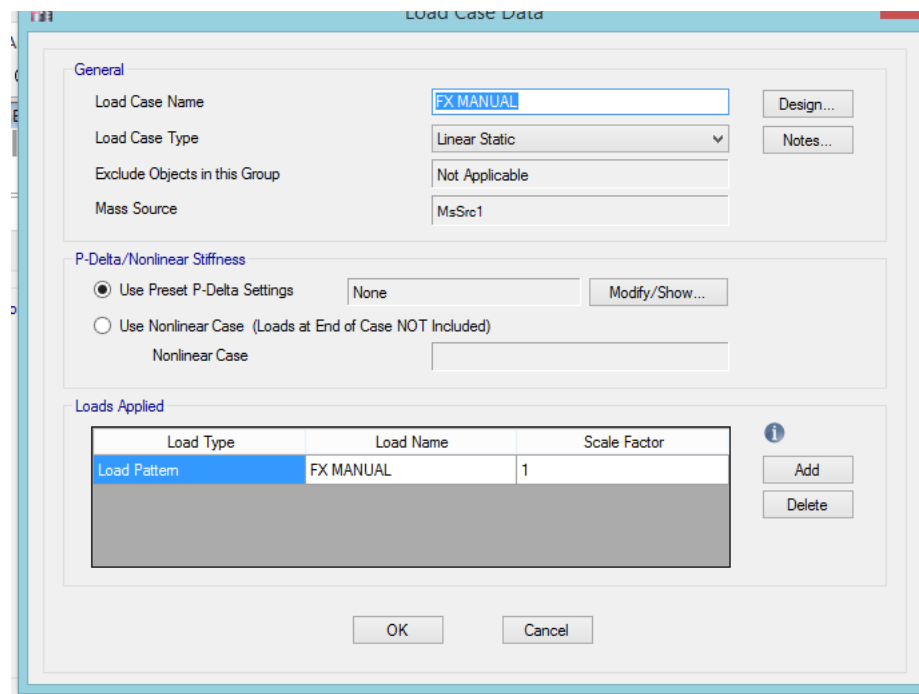 Load Case Data
General
Load Case Name FX MANUAL Design...
Load Case Type Linear Static Notes...
Exclude Objects in this Group Not Applicable
Mass Source MsSrc1
P-Delta/Nonlinear Stiffness
Use Preset P-Delta Settings None Modify/Show...
Use Nonlinear Case (Loads at End of Case NOT Included)
Nonlinear Case
Loads Applied
Load Type Load Name Scale Factor
Load Pattern FX MANUAL 1
Add
Delete
OK Cancel